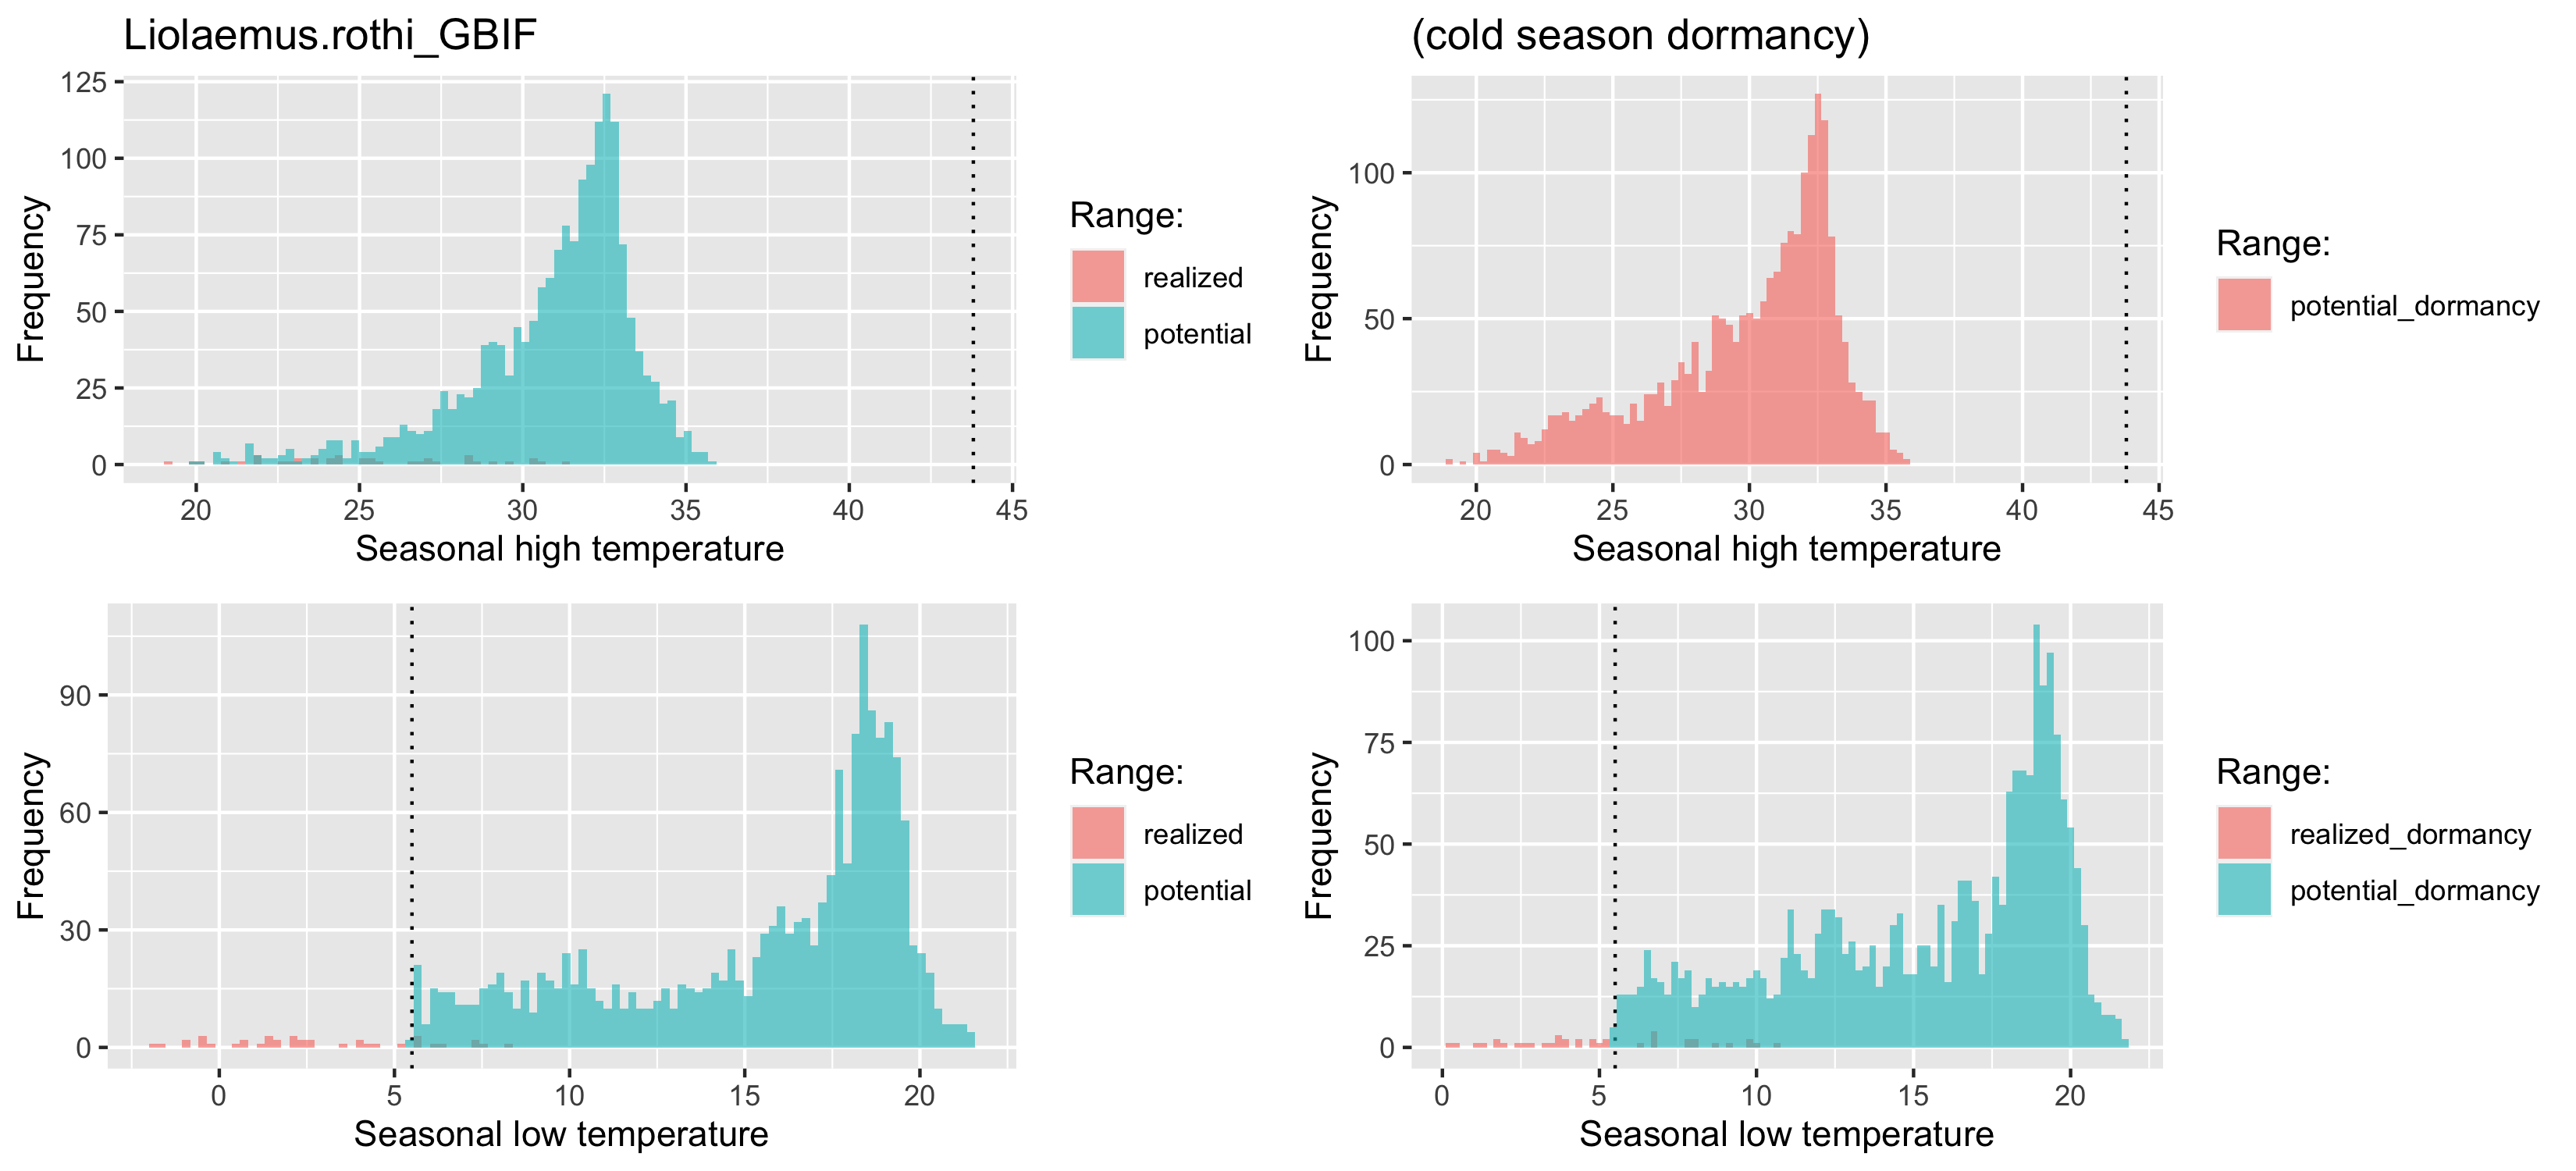 Liolaemus.rothi_GBIF
125
100
75
50
25
0
Frequency
20 25 30 35 40 45
Seasonal high temperature
Range:
realized
potential
(cold season dormancy)
100
50
0
Frequency
20 25 30 35 40 45
Seasonal high temperature
Range:
potential_dormancy
90
60
30
0
Frequency
0 5 10 15 20
Seasonal low temperature
Range:
realized
potential
100
75
50
25
0
Frequency
0 5 10 15 20
Seasonal low temperature
Range:
realized_dormancy
potential_dormancy